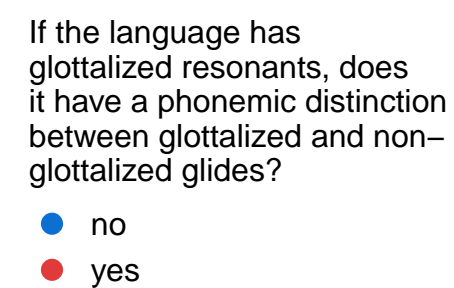 If the language has
glottalized resonants, does
it have a phonemic distinction
between glottalized and non–
glottalized glides?
no
yes